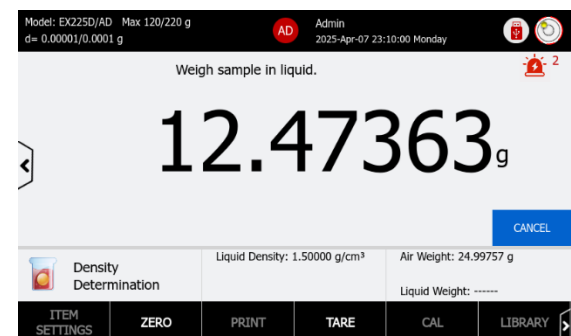 Model: EX225D/AD Max 120/220 g
d= 0.00001/0.0001 g
AD
Admin
2025-Apr-07 23:10:00 Monday
2
Weigh sample in liquid.
12.47363 g
CANCEL
Density
Determination
Liquid Density: 1.50000 g/cm³
Air Weight: 24.99757 g
Liquid Weight: ------
ITEM
SETTINGS
ZERO
PRINT
TARE
CAL
LIBRARY